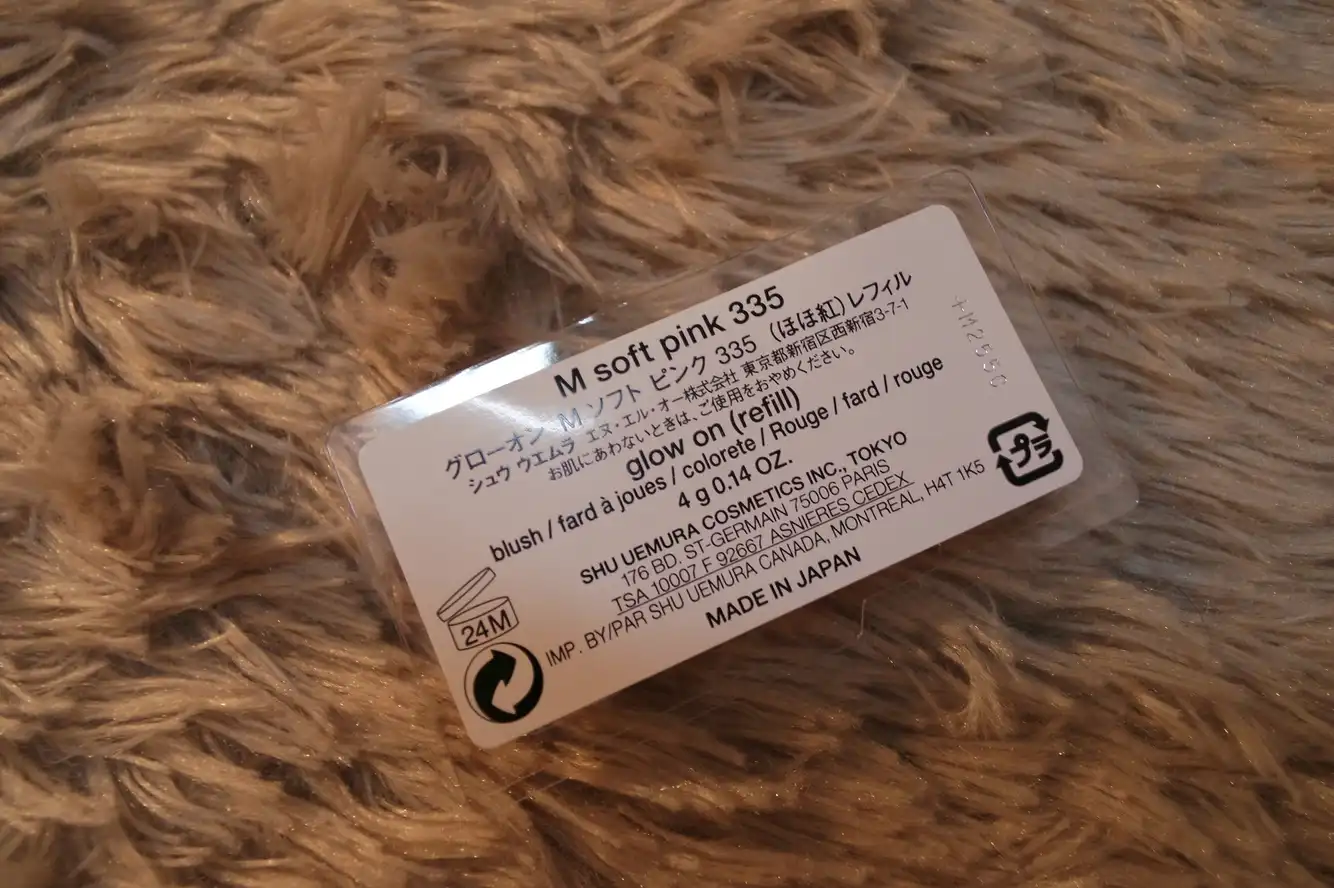 M soft pink 335
グローオン M ソフト ピンク 335 (ほほ紅)レフィル
シュウ ウエムラ エヌ・エル・オー株式会社 東京都新宿区西新宿3-7-1
お肌にあわないときは、ご使用をおやめください。
glow on (refill)
blush / fard à joues / colorete / Rouge / fard / rouge
4 g 0.14 OZ.
SHU UEMURA COSMETICS INC., TOKYO
176 BD. ST-GERMAIN 75006 PARIS
TSA 10007 F 92667 ASNIERES CEDEX
IMP. BY/PAR SHU UEMURA CANADA, MONTREAL, H4T 1K5
MADE IN JAPAN
24M
プラ